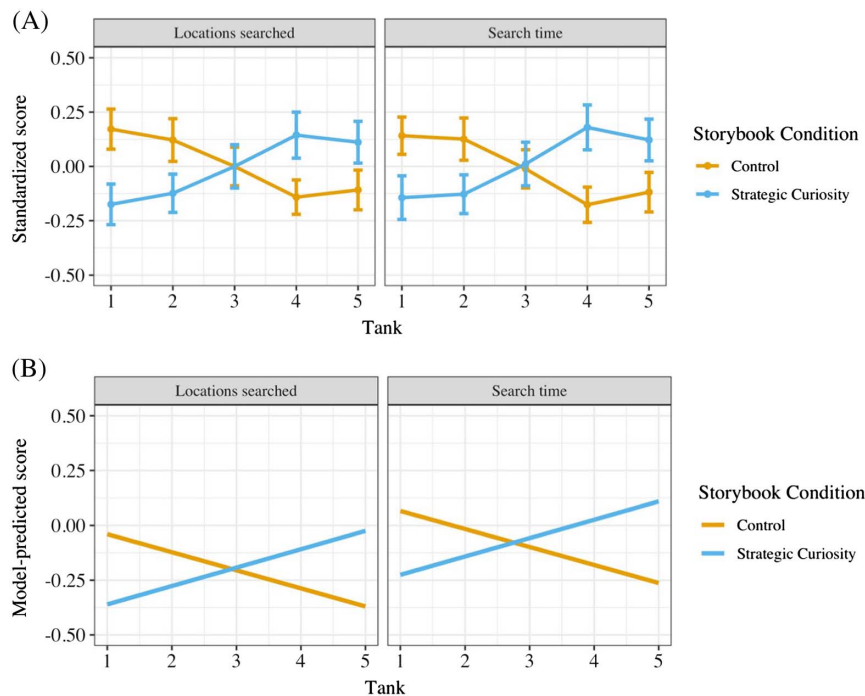 (A)
Locations searched
Search time
Standardized score
0.50
0.25
0.00
-0.25
-0.50
1 2 3 4 5
1 2 3 4 5
Tank
Storybook Condition
Control
Strategic Curiosity
(B)
Locations searched
Search time
Model-predicted score
0.50
0.25
0.00
-0.25
-0.50
1 2 3 4 5
1 2 3 4 5
Tank
Storybook Condition
Control
Strategic Curiosity